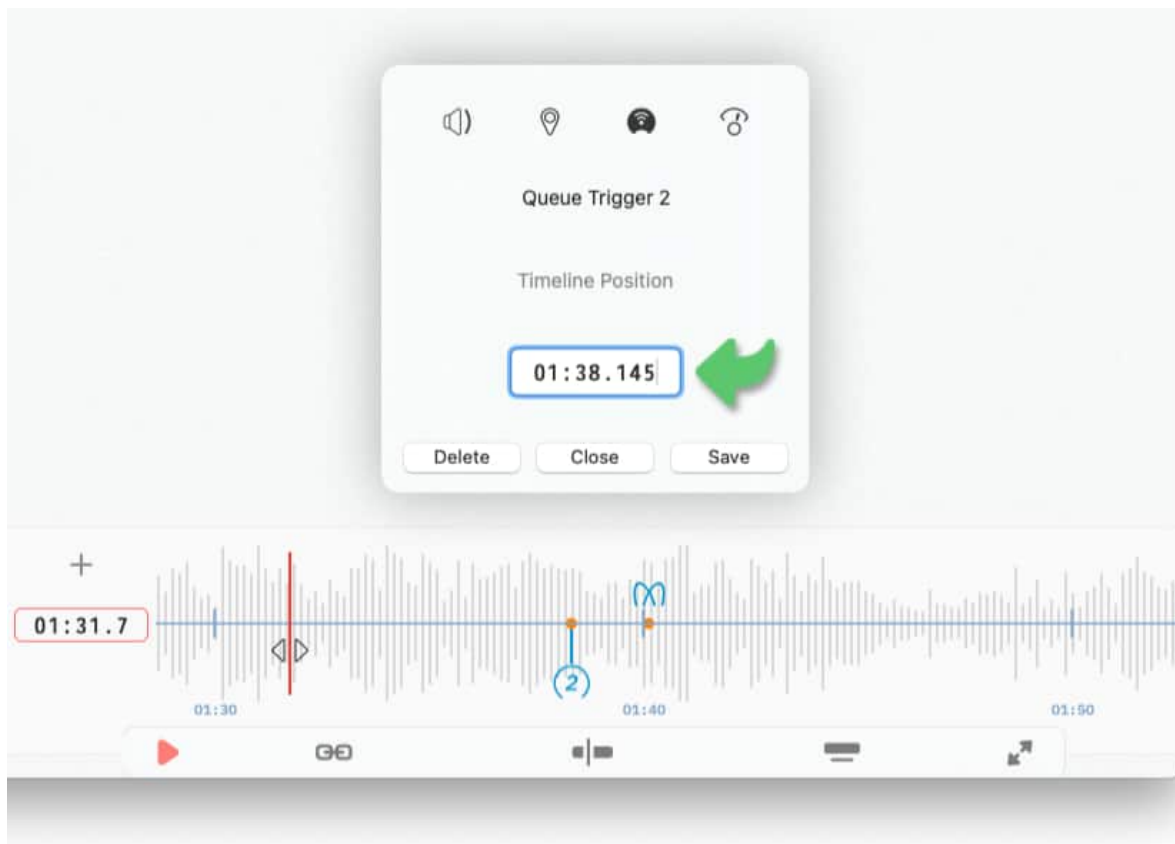 Queue Trigger 2
Timeline Position
01:38.145
Delete Close Save
01:31.7
(2)
01:30 01:40 01:50